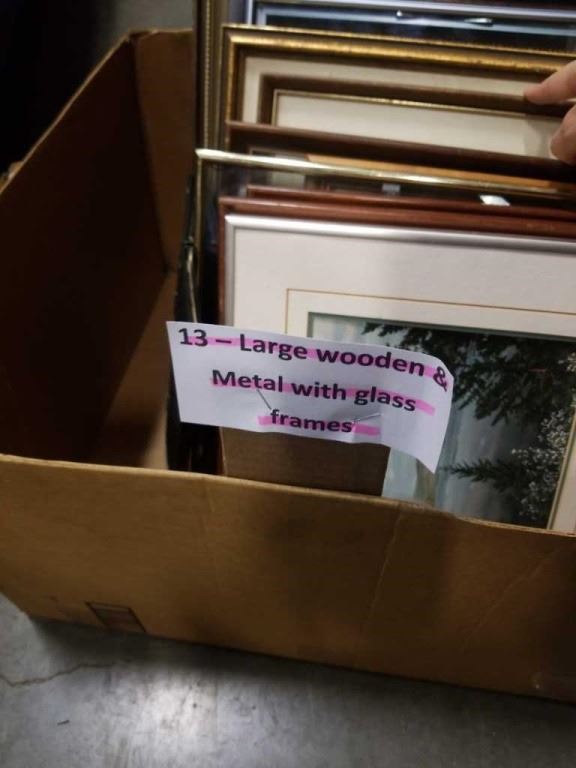 13 – Large wooden &
Metal with glass
frames